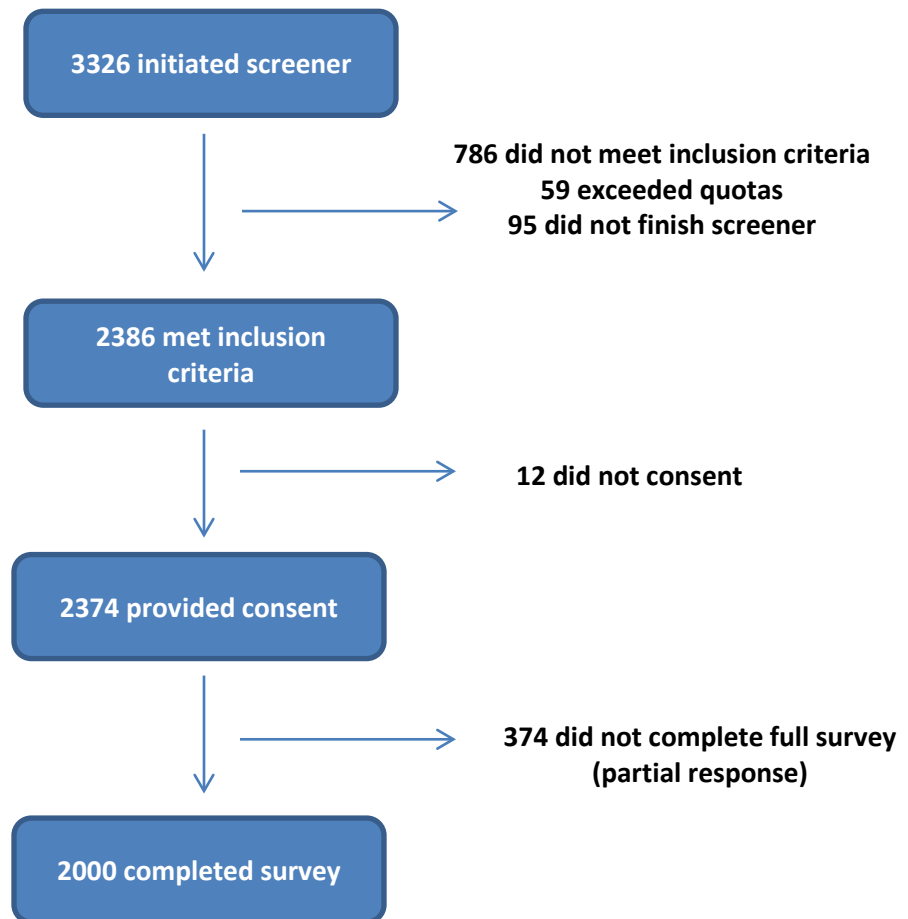 3326 initiated screener
786 did not meet inclusion criteria
59 exceeded quotas
95 did not finish screener
2386 met inclusion
criteria
12 did not consent
2374 provided consent
374 did not complete full survey
(partial response)
2000 completed survey